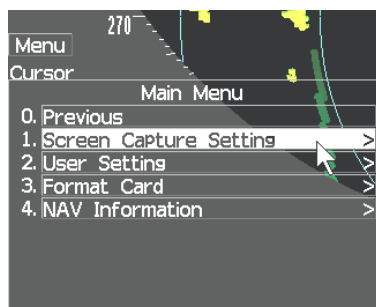 270
Menu
Cursor
Main Menu
0. Previous
1. Screen Capture Setting >
2. User Setting >
3. Format Card >
4. NAV Information >